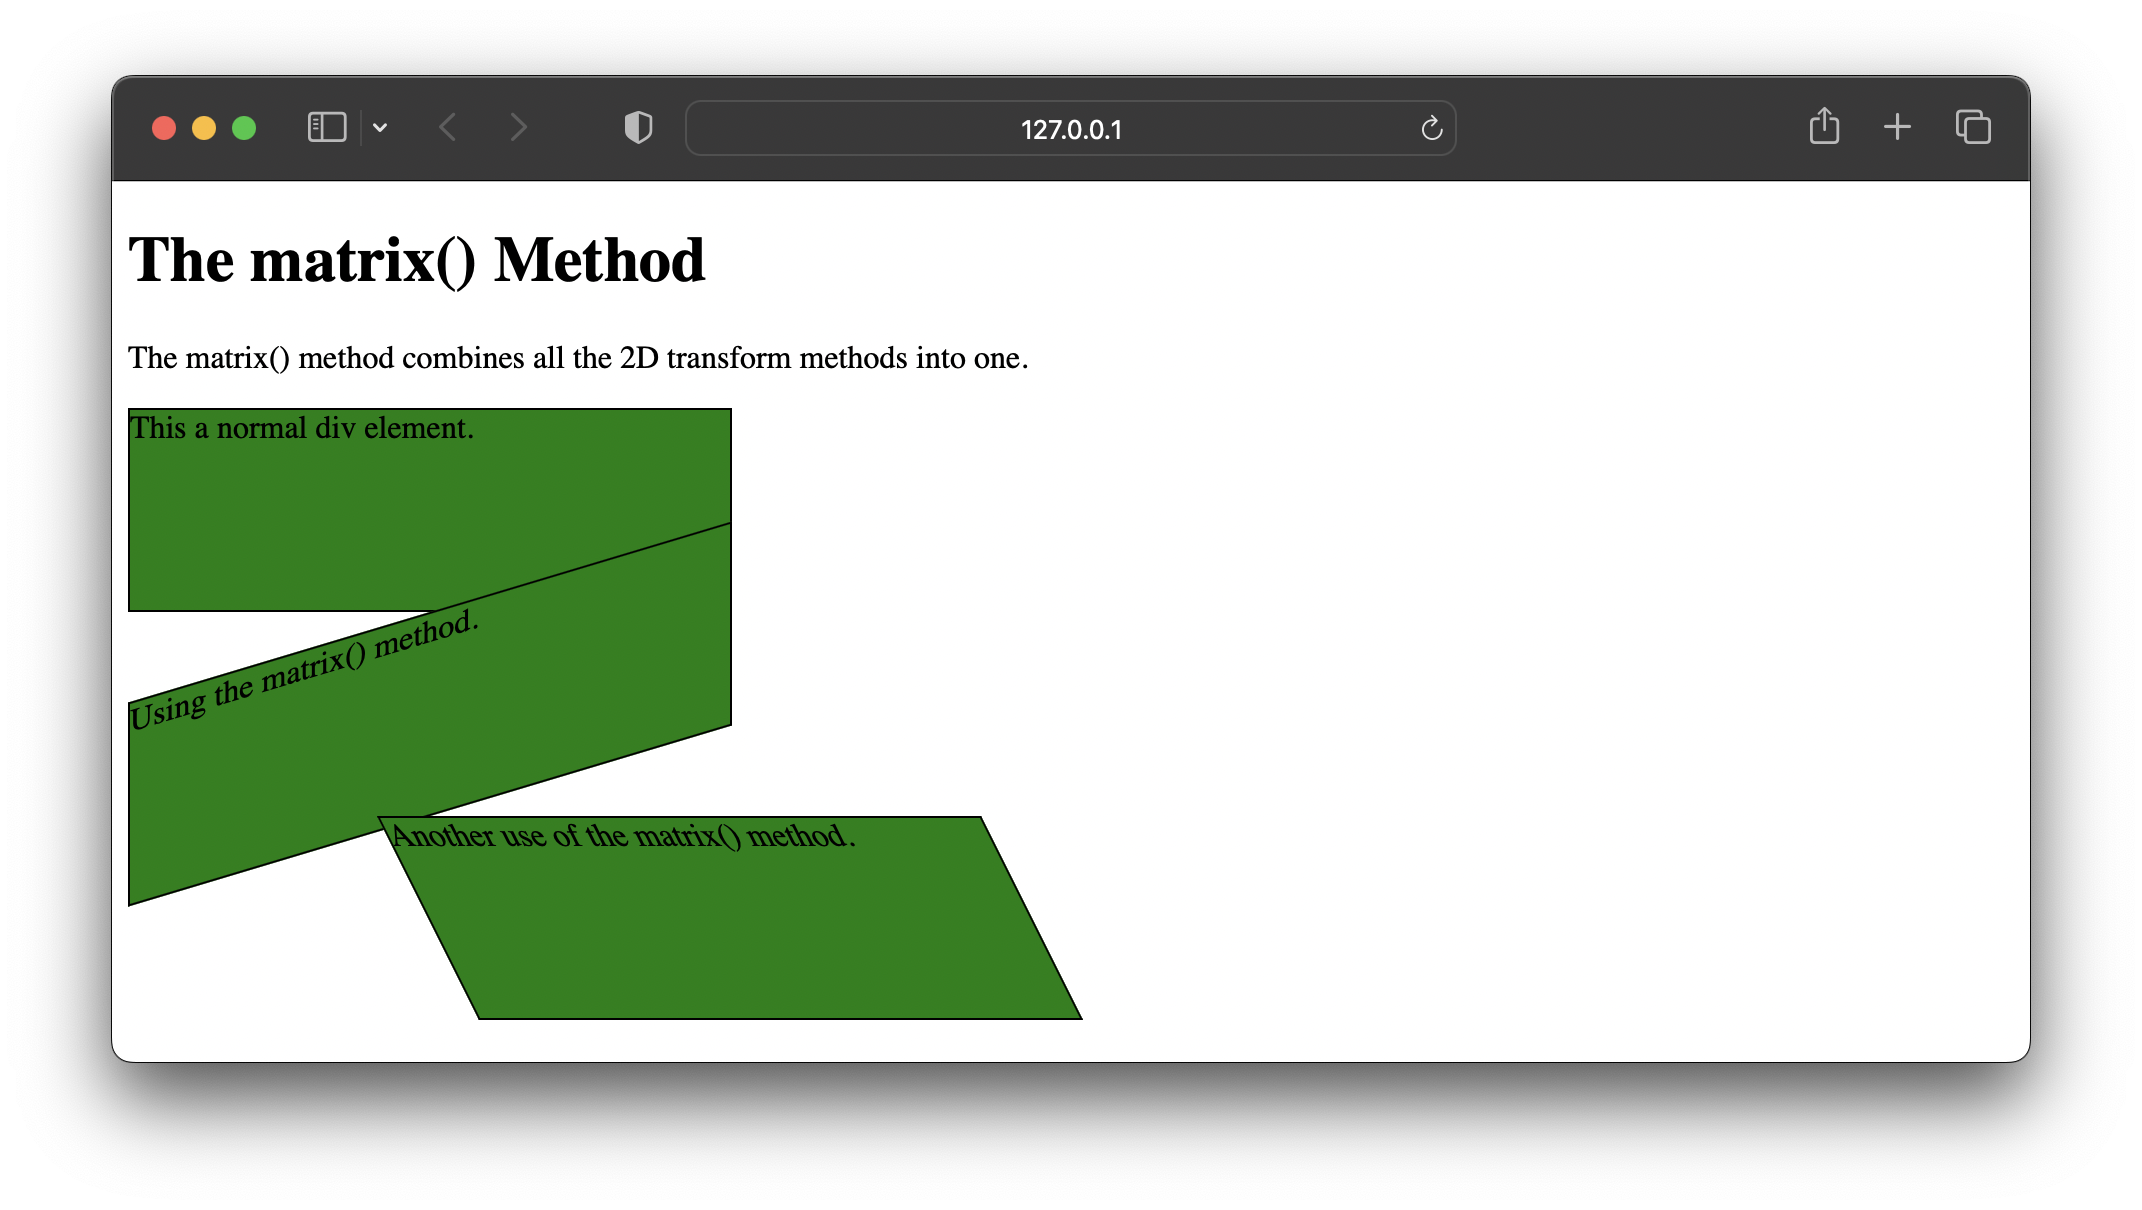 127.0.0.1
The matrix() Method
The matrix() method combines all the 2D transform methods into one.
This a normal div element.
Using the matrix() method.
Another use of the matrix() method.